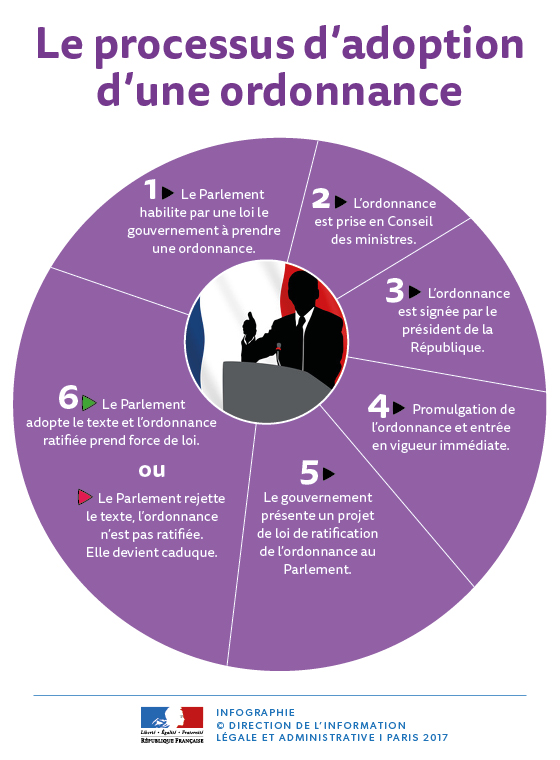 Le processus d’adoption
d’une ordonnance
1 Le Parlement
habilite par une loi le
gouvernement à prendre
une ordonnance.
2 L’ordonnance
est prise en Conseil
des ministres.
3 L’ordonnance
est signée par le
président de la
République.
4 Promulgation de
l’ordonnance et entrée
en vigueur immédiate.
5
Le gouvernement
présente un projet
de loi de ratification
de l’ordonnance au
Parlement.
6 Le Parlement
adopte le texte et l’ordonnance
ratifiée prend force de loi.
ou
Le Parlement rejette
le texte, l’ordonnance
n’est pas ratifiée.
Elle devient caduque.
Liberté • Égalité • Fraternité
RÉPUBLIQUE FRANÇAISE
INFOGRAPHIE
© DIRECTION DE L’INFORMATION
LÉGALE ET ADMINISTRATIVE I PARIS 2017